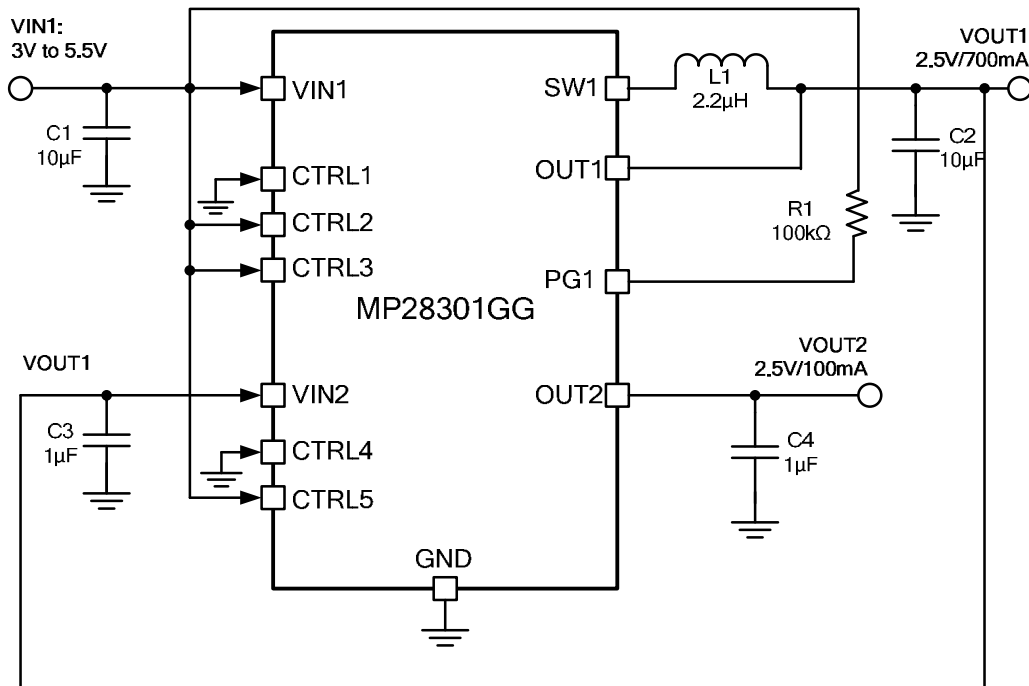 VIN1:
3V to 5.5V
VOUT1
2.5V/700mA
VIN1
SW1
L1
2.2µH
C1
10µF
C2
10µF
CTRL1
OUT1
CTRL2
R1
100kΩ
CTRL3
PG1
MP28301GG
VOUT1
VOUT2
2.5V/100mA
VIN2
OUT2
C3
1µF
CTRL4
C4
1µF
CTRL5
GND